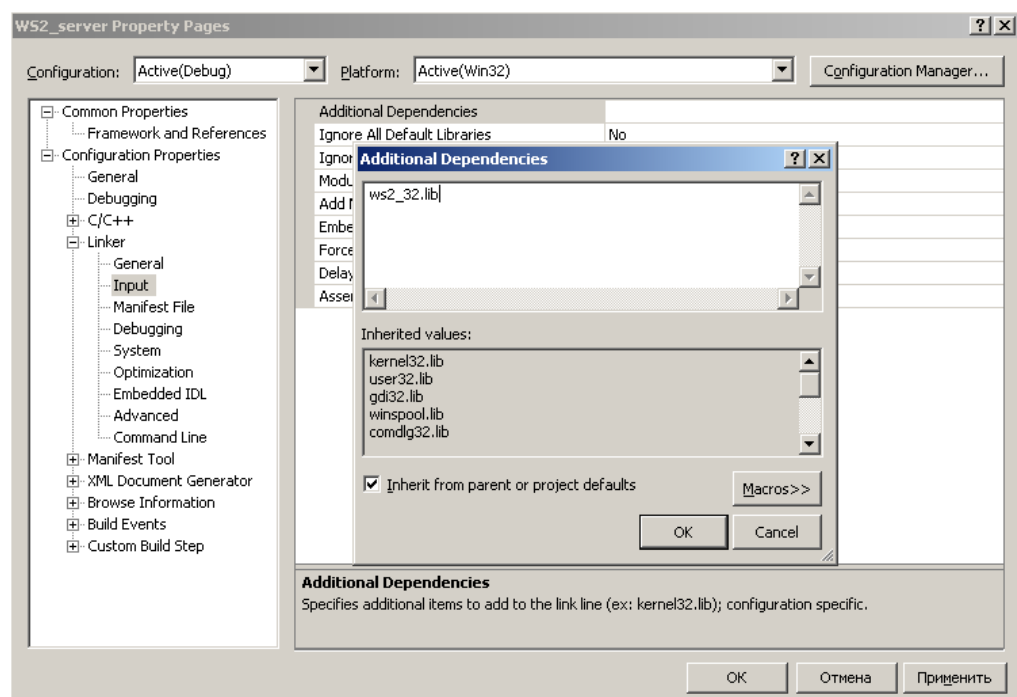 WS2_server Property Pages
Configuration: Active(Debug) Platform: Active(Win32) Configuration Manager...
Common Properties
Framework and References
Configuration Properties
General
Debugging
C/C++
Linker
General
Input
Manifest File
Debugging
System
Optimization
Embedded IDL
Advanced
Command Line
Manifest Tool
XML Document Generator
Browse Information
Build Events
Custom Build Step
Additional Dependencies
Ignore All Default Libraries No
Ignor
Modu
Add
Embe
Force
Delay
Asse
Additional Dependencies
ws2_32.lib
Inherited values:
kernel32.lib
user32.lib
gdi32.lib
winspool.lib
comdlg32.lib
Inherit from parent or project defaults
Macros>>
OK Cancel
Additional Dependencies
Specifies additional items to add to the link line (ex: kernel32.lib); configuration specific.
OK Отмена Применить